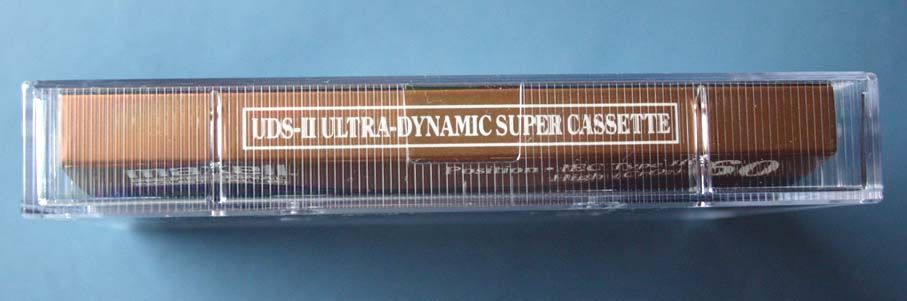 UDS-II ULTRA-DYNAMIC SUPER CASSETTE
maxell
Position IEC Type II
High (CrO₂)
60